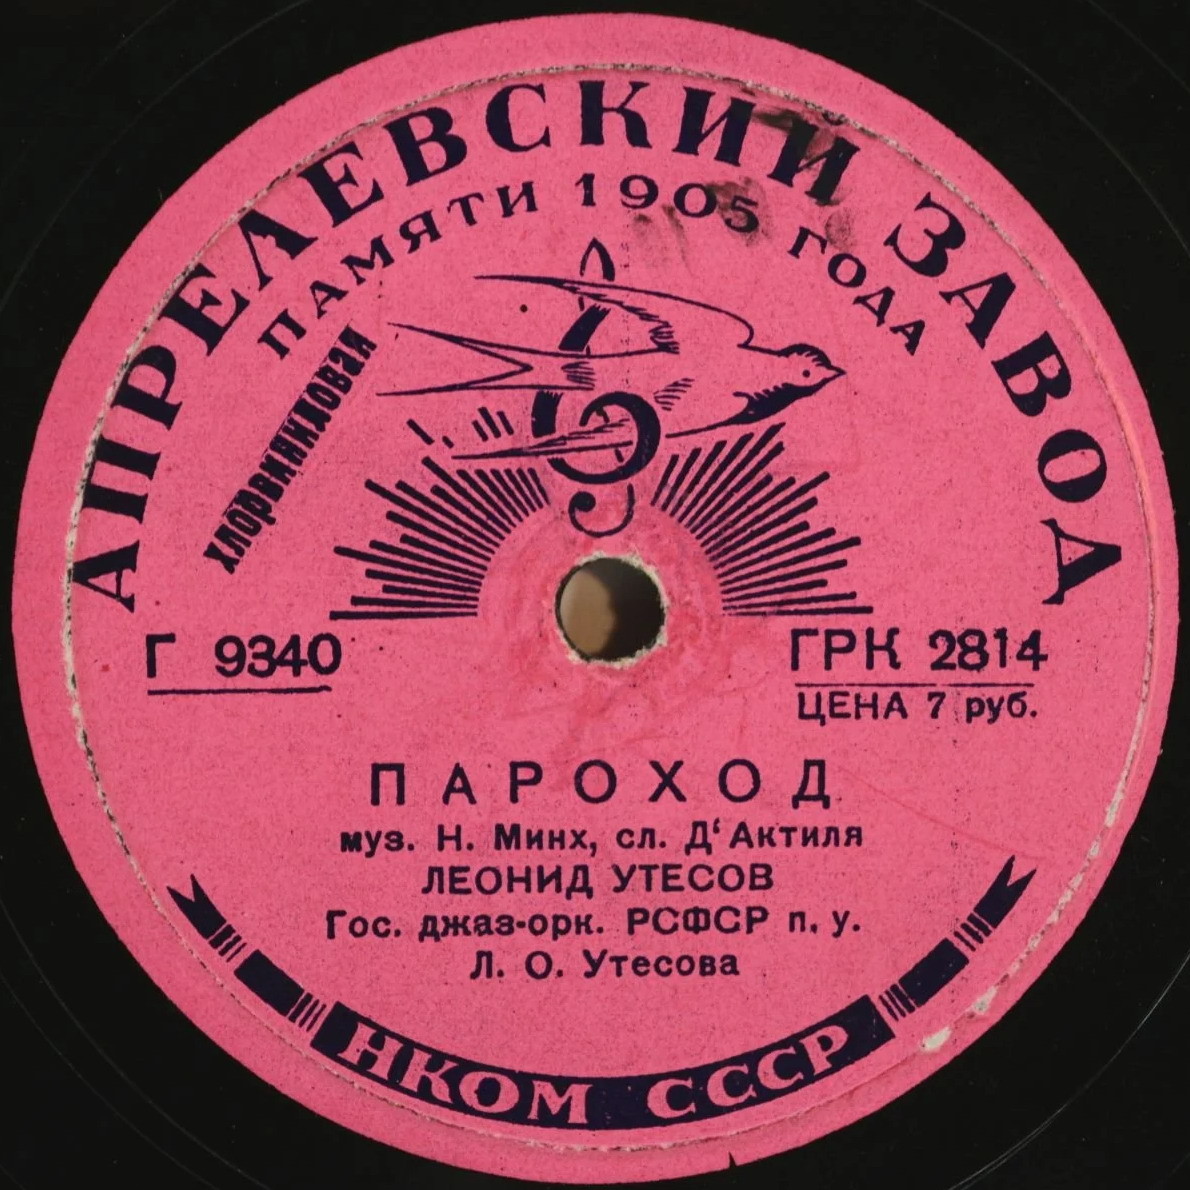 АПРЕЛЕВСКИЙ ЗАВОД
ПАМЯТИ 1905 ГОДА
хлорвиниловая
Г 9340
ГРК 2814
ЦЕНА 7 руб.
ПАРОХОД
муз. Н. Минх, сл. Д‘Актиля
ЛЕОНИД УТЕСОВ
Гос. джаз-орк. РСФСР п. у.
Л. О. Утесова
НКОМ СССР